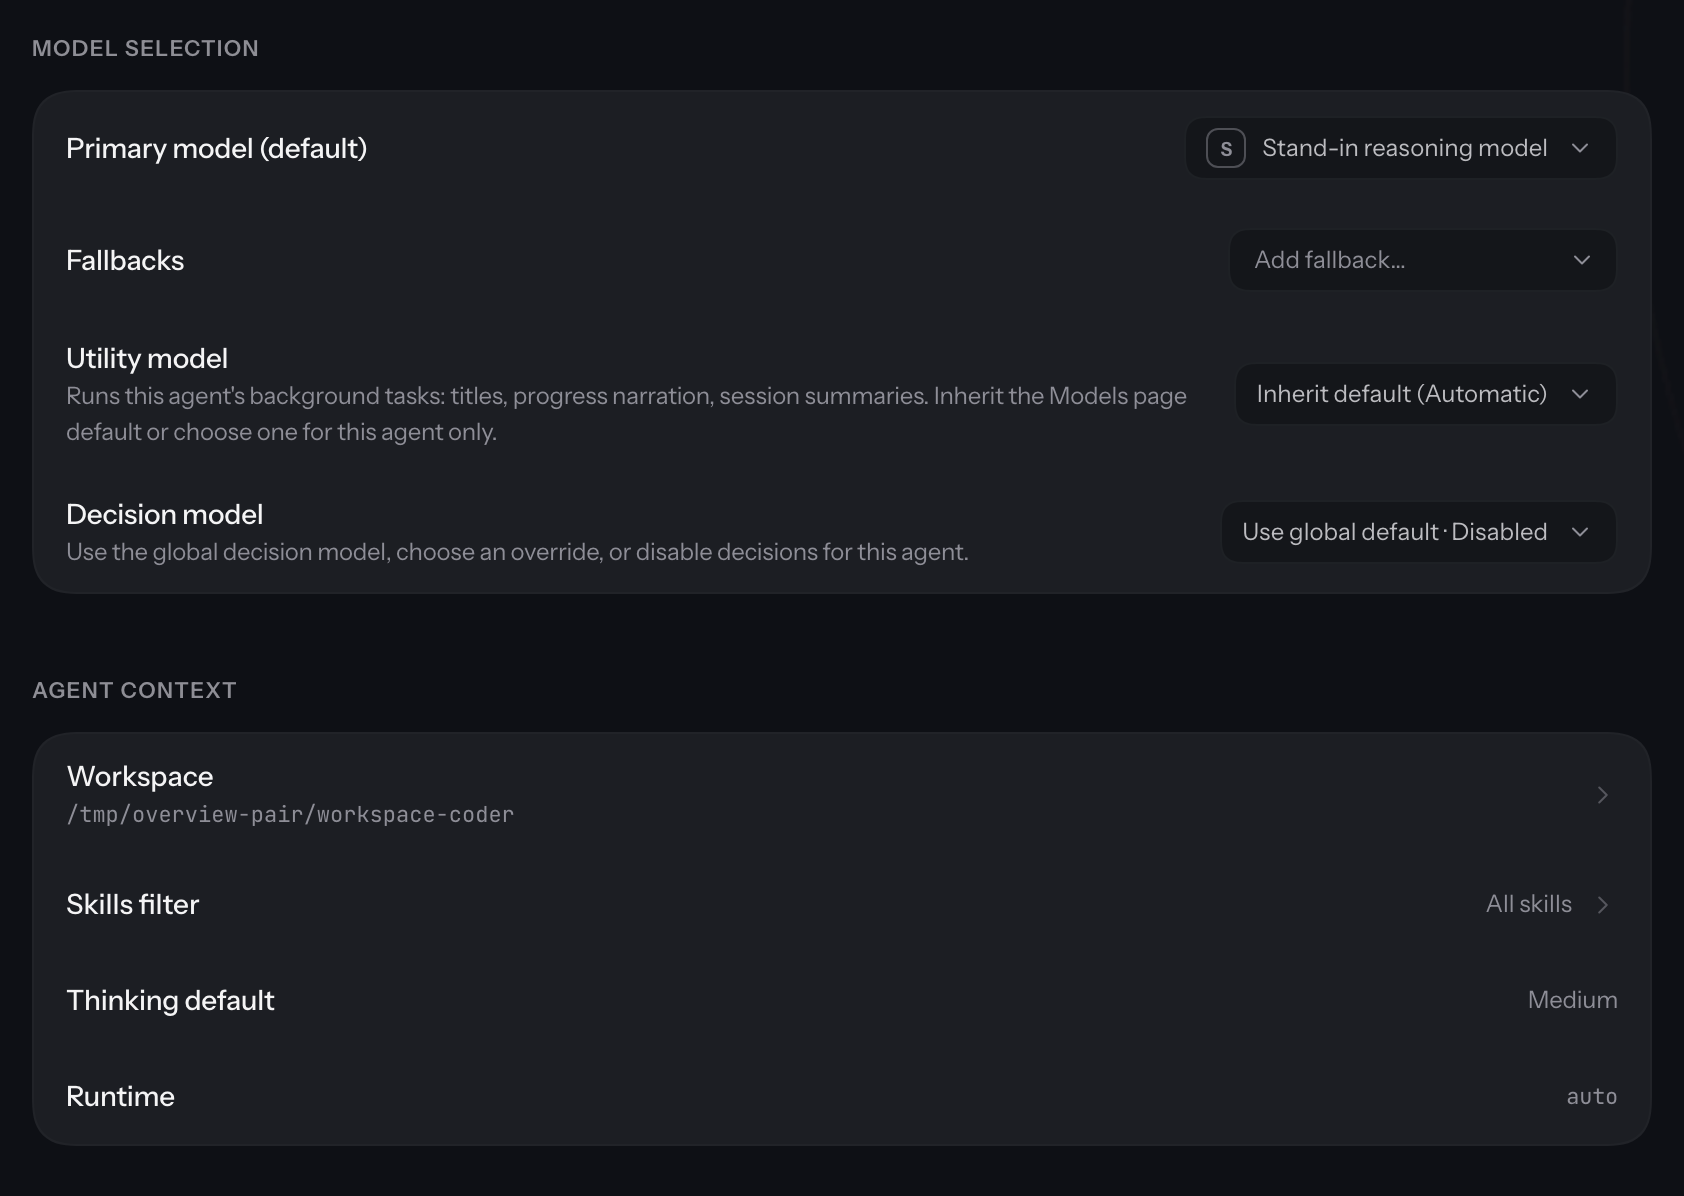 MODEL SELECTION
Primary model (default)
S Stand-in reasoning model
Fallbacks
Add fallback...
Utility model
Runs this agent's background tasks: titles, progress narration, session summaries. Inherit the Models page
default or choose one for this agent only.
Inherit default (Automatic)
Decision model
Use the global decision model, choose an override, or disable decisions for this agent.
Use global default · Disabled
AGENT CONTEXT
Workspace
/tmp/overview-pair/workspace-coder
Skills filter
All skills
Thinking default
Medium
Runtime
auto